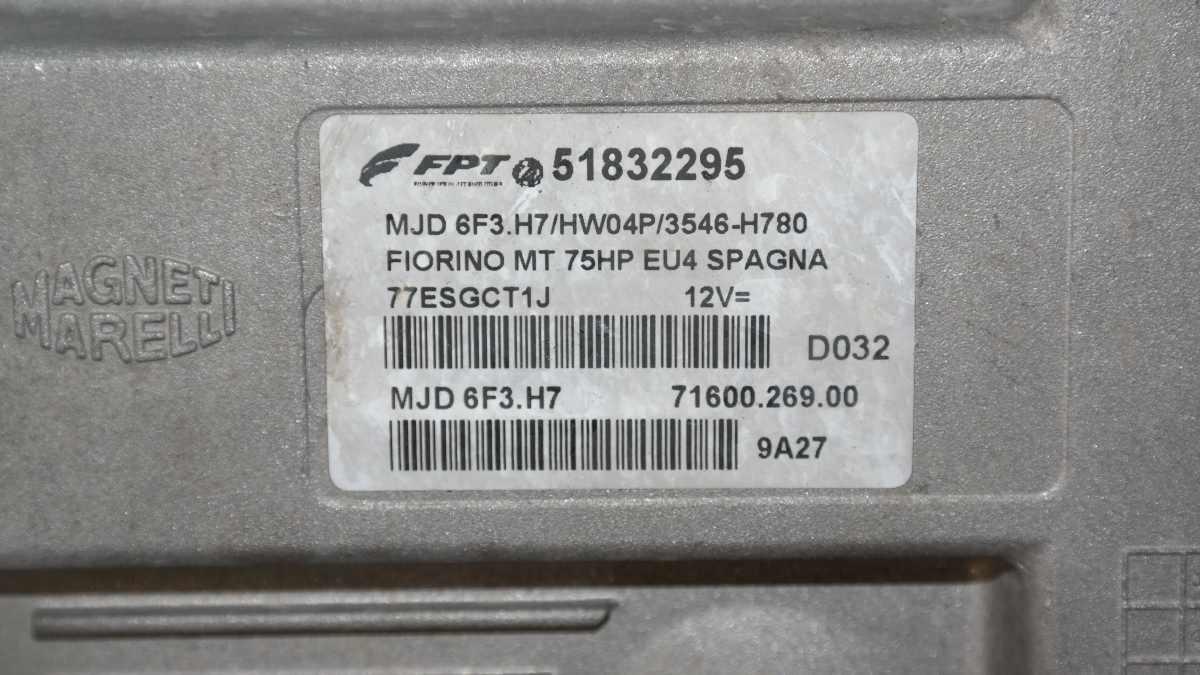 MAGNETI
MARELLI
FPT 51832295
MJD 6F3.H7/HW04P/3546-H780
FIORINO MT 75HP EU4 SPAGNA
77ESGCT1J 12V=
D032
MJD 6F3.H7 71600.269.00
9A27